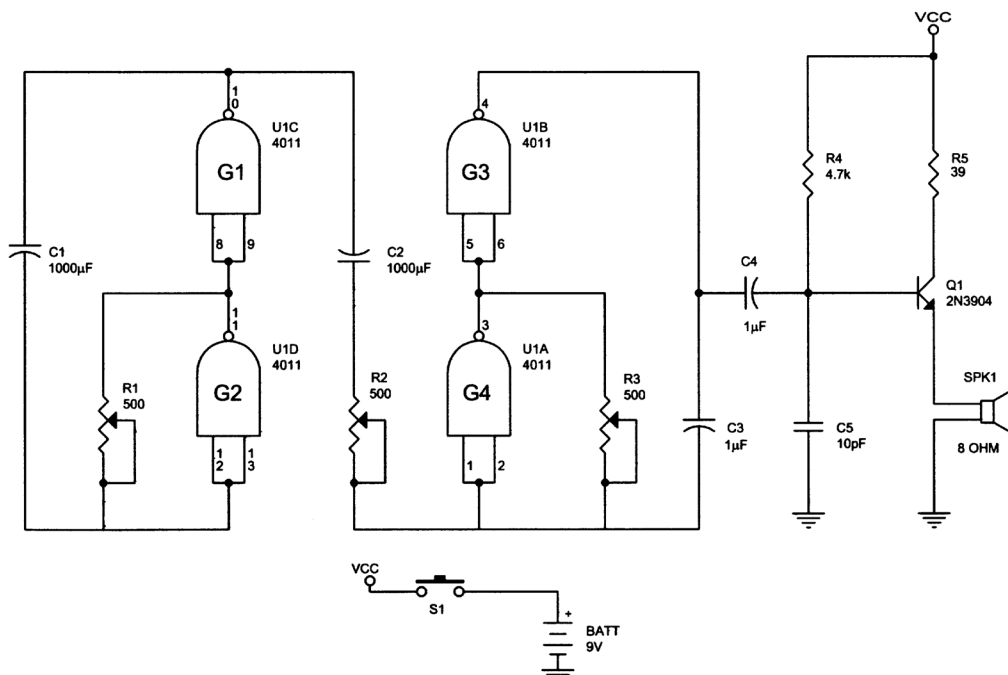 VCC
1
0
U1C
4011
G1
8 9
4
U1B
4011
G3
5 6
R4
4.7k
R5
39
C1
1000µF
C2
1000µF
C4
1µF
Q1
2N3904
1
1
U1D
4011
G2
R1
500
1 1
2 3
R2
500
3
U1A
4011
G4
1 2
R3
500
C3
1µF
C5
10pF
SPK1
8 OHM
VCC
S1
+
BATT
9V